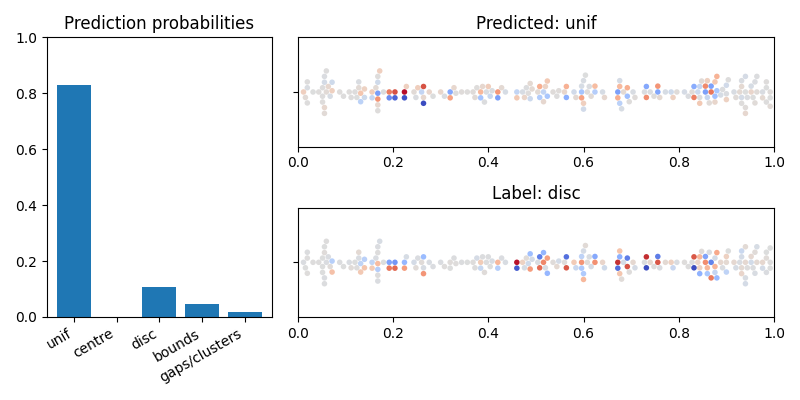 Prediction probabilities
1.0
0.8
0.6
0.4
0.2
0.0
unif
centre
disc
bounds
gaps/clusters
Predicted: unif
0.0 0.2 0.4 0.6 0.8 1.0
Label: disc
0.0 0.2 0.4 0.6 0.8 1.0